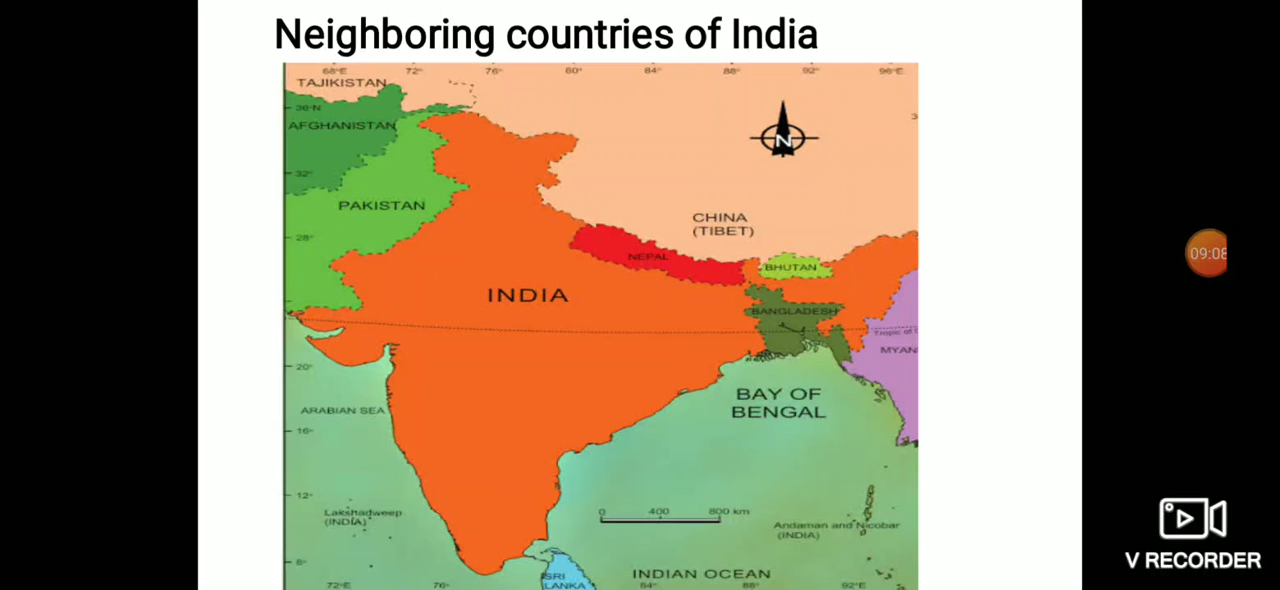 Neighboring countries of India
68°E 72° 76° 80° 84° 88° 92° 96°E
TAJIKISTAN
36°N
AFGHANISTAN
32°
PAKISTAN
CHINA
(TIBET)
N
28°
NEPAL
BHUTAN
INDIA
BANGLADESH
Tropic of
MYAN
20°
BAY OF
BENGAL
ARABIAN SEA
16°
12°
Lakshadweep
(INDIA)
0 400 800 km
Andaman and Nicobar
(INDIA)
8°
SRI
LANKA
INDIAN OCEAN
72°E 76° 84° 88° 92°E
09:08
V RECORDER